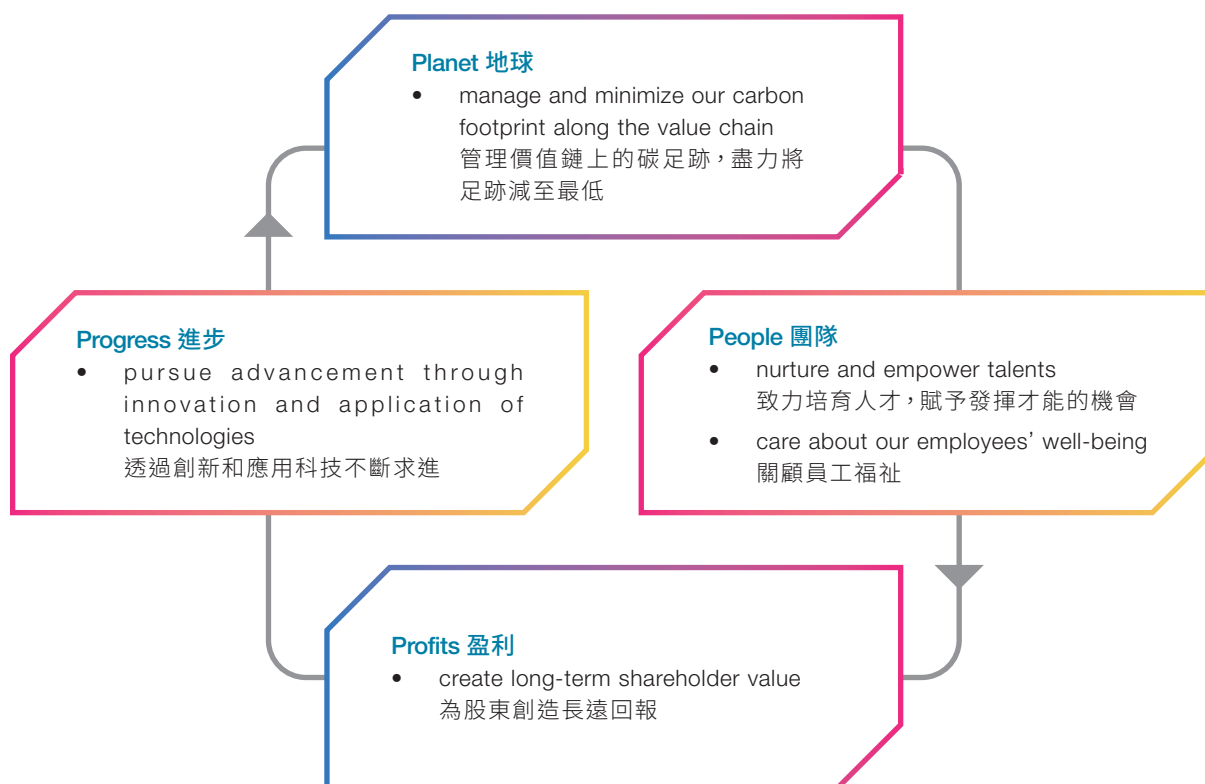 Planet 地球
• manage and minimize our carbon
footprint along the value chain
管理價值鏈上的碳足跡，盡力將
足跡減至最低
Progress 進步
• pursue advancement through
innovation and application of
technologies
透過創新和應用科技不斷求進
People 團隊
• nurture and empower talents
致力培育人才，賦予發揮才能的機會
• care about our employees’ well-being
關顧員工福祉
Profits 盈利
• create long-term shareholder value
為股東創造長遠回報